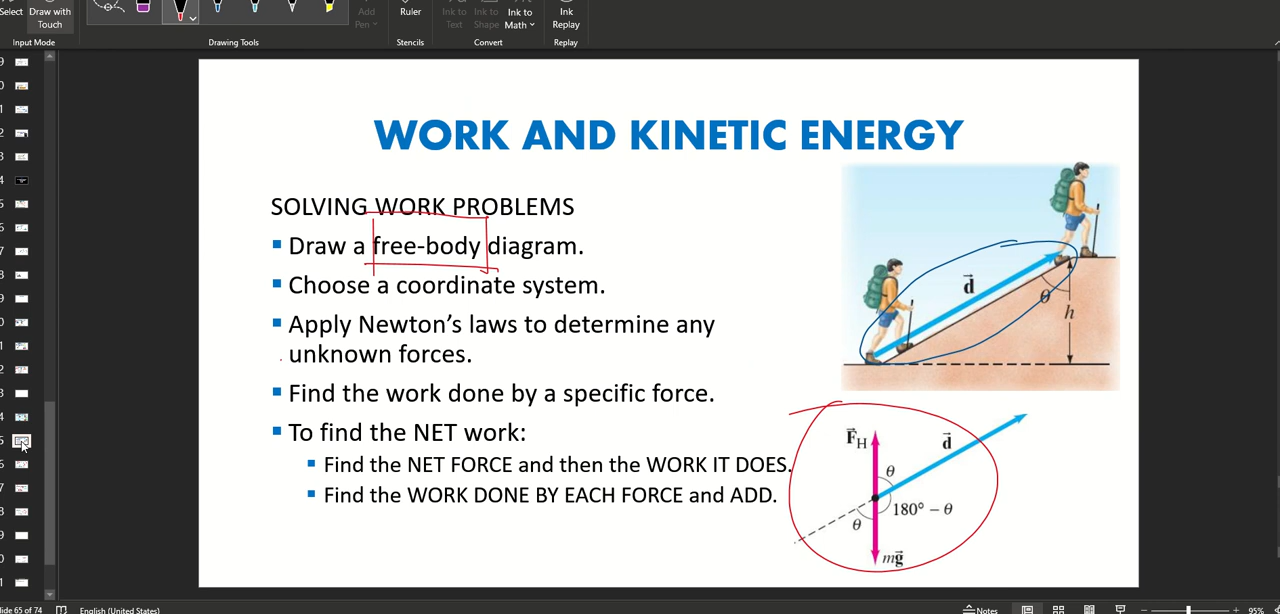 Select
Draw with
Touch
Add
Pen
Ruler
Ink to
Text
Ink to
Shape
Ink to
Math
Ink
Replay
Input Mode
Drawing Tools
Stencils
Convert
Replay
WORK AND KINETIC ENERGY
SOLVING WORK PROBLEMS
▪ Draw a free-body diagram.
▪ Choose a coordinate system.
▪ Apply Newton's laws to determine any
unknown forces.
▪ Find the work done by a specific force.
▪ To find the NET work:
▪ Find the NET FORCE and then the WORK IT DOES.
▪ Find the WORK DONE BY EACH FORCE and ADD.
d
θ
h
F_H
d
θ
180° − θ
θ
mg
Slide 65 of 74
English (United States)
Notes
95%